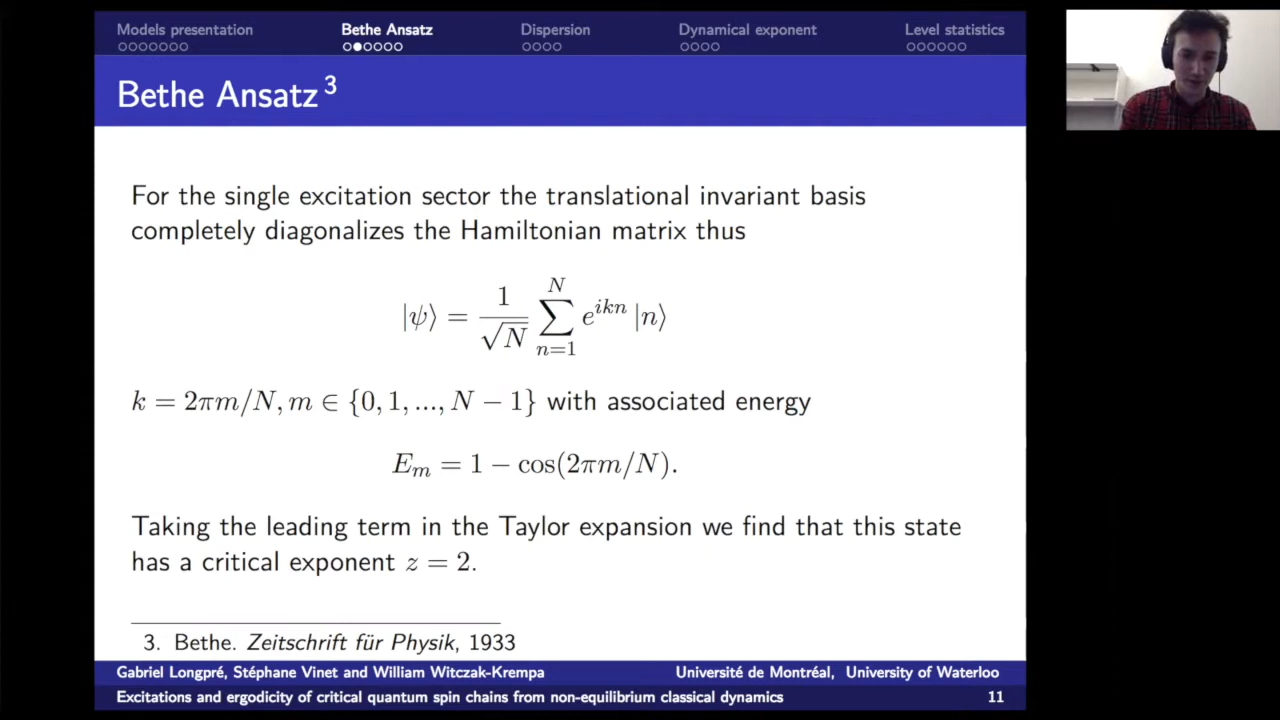 Models presentation Bethe Ansatz Dispersion Dynamical exponent Level statistics
Bethe Ansatz³
For the single excitation sector the translational invariant basis
completely diagonalizes the Hamiltonian matrix thus
|ψ⟩ = 1/√N ∑_{n=1}^{N} e^{ikn} |n⟩
k = 2πm/N, m ∈ {0, 1, ..., N − 1} with associated energy
E_m = 1 − cos(2πm/N).
Taking the leading term in the Taylor expansion we find that this state
has a critical exponent z = 2.
3. Bethe. Zeitschrift für Physik, 1933
Gabriel Longpré, Stéphane Vinet and William Witczak-Krempa Université de Montréal, University of Waterloo
Excitations and ergodicity of critical quantum spin chains from non-equilibrium classical dynamics 11